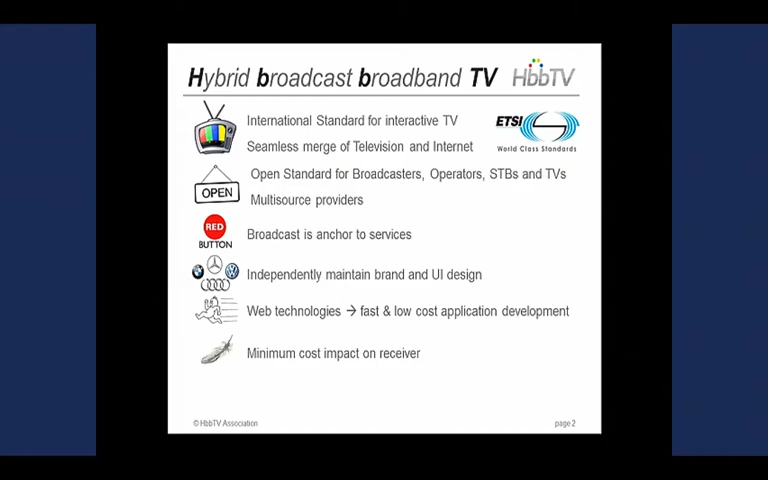 Hybrid broadcast broadband TV
HbbTV
International Standard for interactive TV
ETSI
Seamless merge of Television and Internet
World Class Standards
Open Standard for Broadcasters, Operators, STBs and TVs
OPEN
Multisource providers
RED
BUTTON
Broadcast is anchor to services
Independently maintain brand and UI design
Web technologies → fast & low cost application development
Minimum cost impact on receiver
© HbbTV Association
page 2